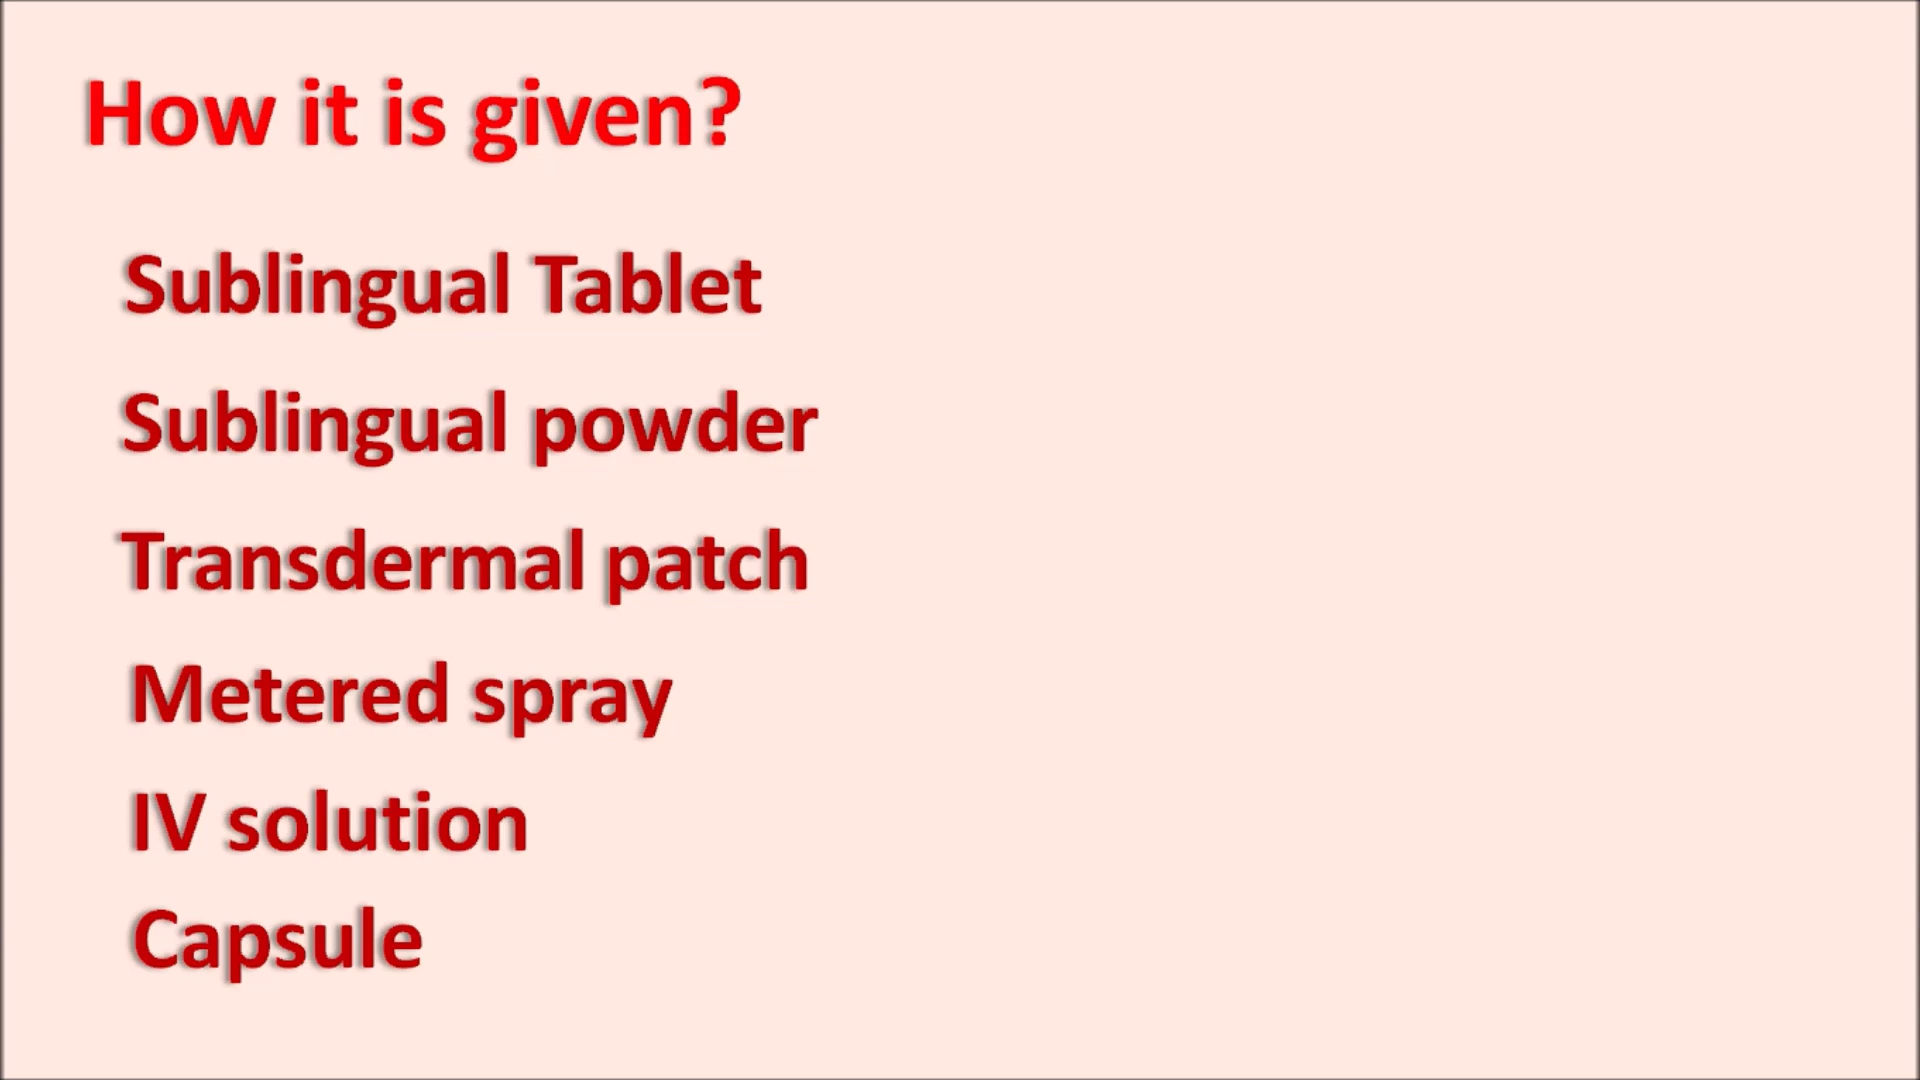 How it is given?
Sublingual Tablet
Sublingual powder
Transdermal patch
Metered spray
IV solution
Capsule